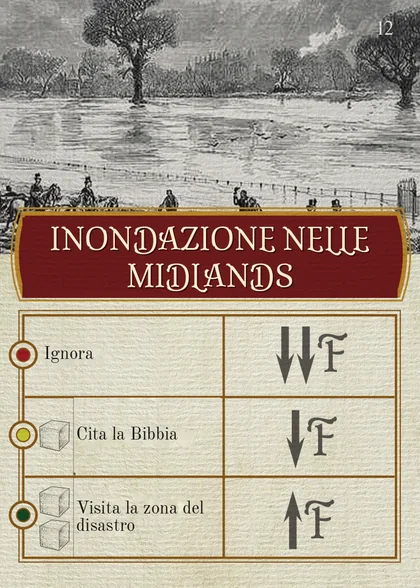 12
INONDAZIONE NELLE
MIDLANDS
Ignora
F
Cita la Bibbia
F
Visita la zona del
disastro
F